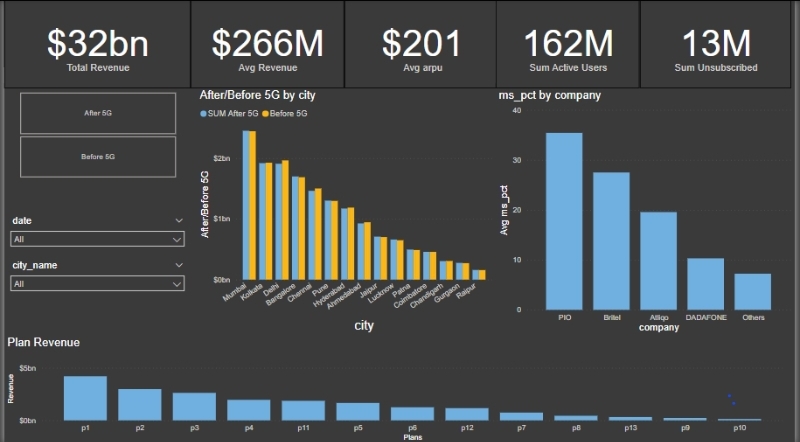 $32bn
Total Revenue
$266M
Avg Revenue
$201
Avg arpu
162M
Sum Active Users
13M
Sum Unsubscribed
After 5G
Before 5G
date
All
city_name
All
After/Before 5G by city
SUM After 5G Before 5G
After/Before 5G
$2bn
$1bn
$0bn
Mumbai
Kolkata
Delhi
Bangalore
Chennai
Pune
Hyderabad
Ahmedabad
Jaipur
Lucknow
Patna
Coimbatore
Chandigarh
Gurgaon
Raipur
city
ms_pct by company
Avg ms_pct
40
30
20
10
0
PIO Britel Atliqo DADAFONE Others
company
Plan Revenue
Revenue
$5bn
$0bn
p1 p2 p3 p4 p11 p5 p6 p12 p7 p8 p13 p9 p10
Plans